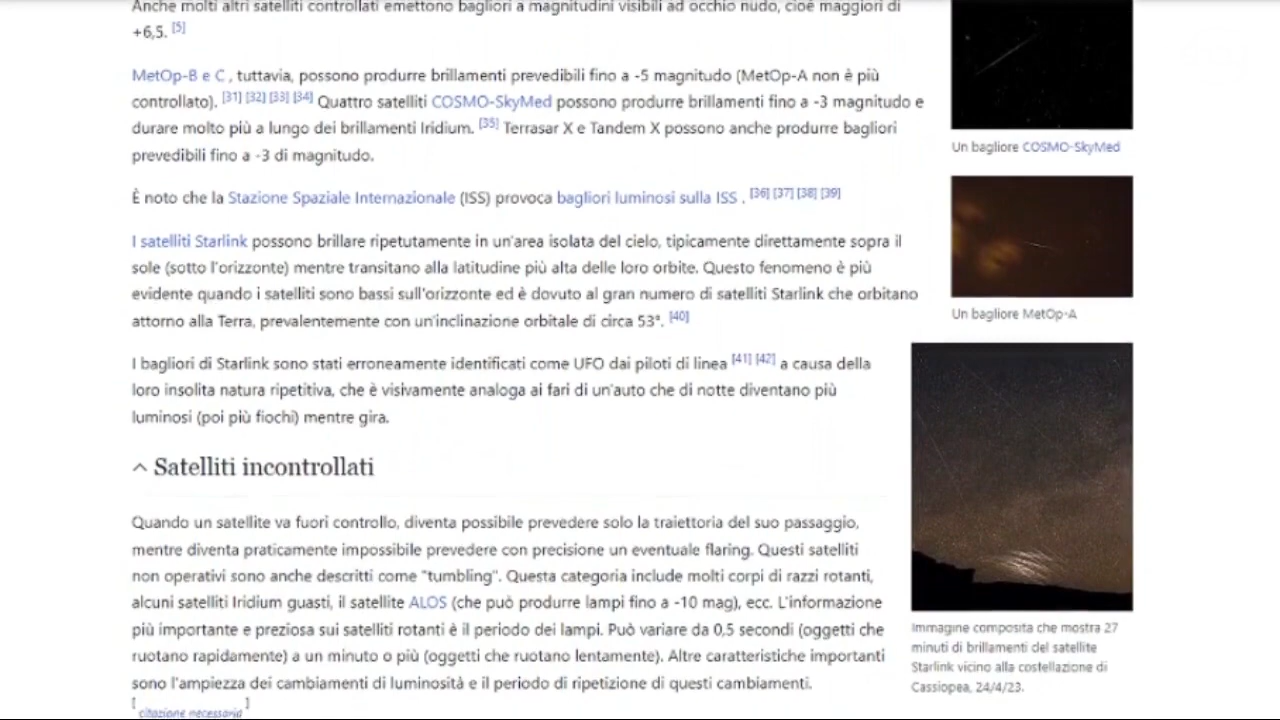 Anche molti altri satelliti controllati emettono bagliori a magnitudini visibili ad occhio nudo, cioè maggiori di
+6,5. [5]
MetOp-B e C , tuttavia, possono produrre brillamenti prevedibili fino a -5 magnitudo (MetOp-A non è più
controllato). [31] [32] [33] [34] Quattro satelliti COSMO-SkyMed possono produrre brillamenti fino a -3 magnitudo e
durare molto più a lungo dei brillamenti Iridium. [35] Terrasar X e Tandem X possono anche produrre bagliori
prevedibili fino a -3 di magnitudo.
È noto che la Stazione Spaziale Internazionale (ISS) provoca bagliori luminosi sulla ISS . [36] [37] [38] [39]
I satelliti Starlink possono brillare ripetutamente in un'area isolata del cielo, tipicamente direttamente sopra il
sole (sotto l'orizzonte) mentre transitano alla latitudine più alta delle loro orbite. Questo fenomeno è più
evidente quando i satelliti sono bassi sull'orizzonte ed è dovuto al gran numero di satelliti Starlink che orbitano
attorno alla Terra, prevalentemente con un'inclinazione orbitale di circa 53°. [40]
I bagliori di Starlink sono stati erroneamente identificati come UFO dai piloti di linea [41] [42] a causa della
loro insolita natura ripetitiva, che è visivamente analoga ai fari di un'auto che di notte diventano più
luminosi (poi più fiochi) mentre gira.
Satelliti incontrollati
Quando un satellite va fuori controllo, diventa possibile prevedere solo la traiettoria del suo passaggio,
mentre diventa praticamente impossibile prevedere con precisione un eventuale flaring. Questi satelliti
non operativi sono anche descritti come "tumbling". Questa categoria include molti corpi di razzi rotanti,
alcuni satelliti Iridium guasti, il satellite ALOS (che può produrre lampi fino a -10 mag), ecc. L'informazione
più importante e preziosa sui satelliti rotanti è il periodo dei lampi. Può variare da 0,5 secondi (oggetti che
ruotano rapidamente) a un minuto o più (oggetti che ruotano lentamente). Altre caratteristiche importanti
sono l'ampiezza dei cambiamenti di luminosità e il periodo di ripetizione di questi cambiamenti.
[ citazione necessaria ]
Un bagliore COSMO-SkyMed
Un bagliore MetOp-A
Immagine composita che mostra 27
minuti di brillamenti del satellite
Starlink vicino alla costellazione di
Cassiopea, 24/4/23.